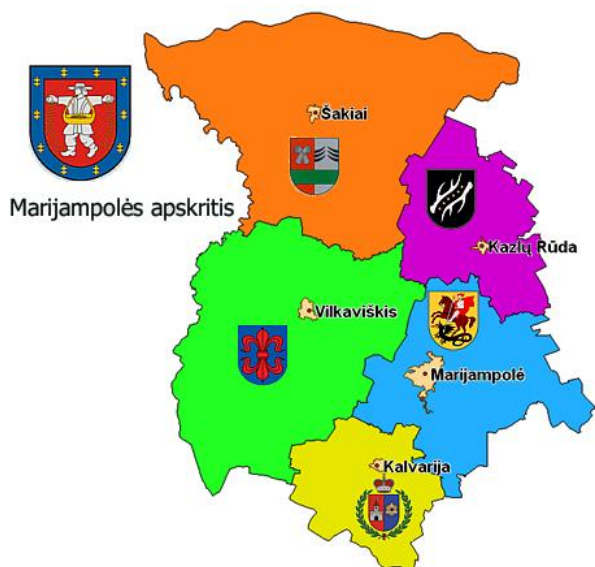 Šakiai
Marijampolės apskritis
Kazlų Rūda
Vilkaviškis
Marijampolė
Kalvarija